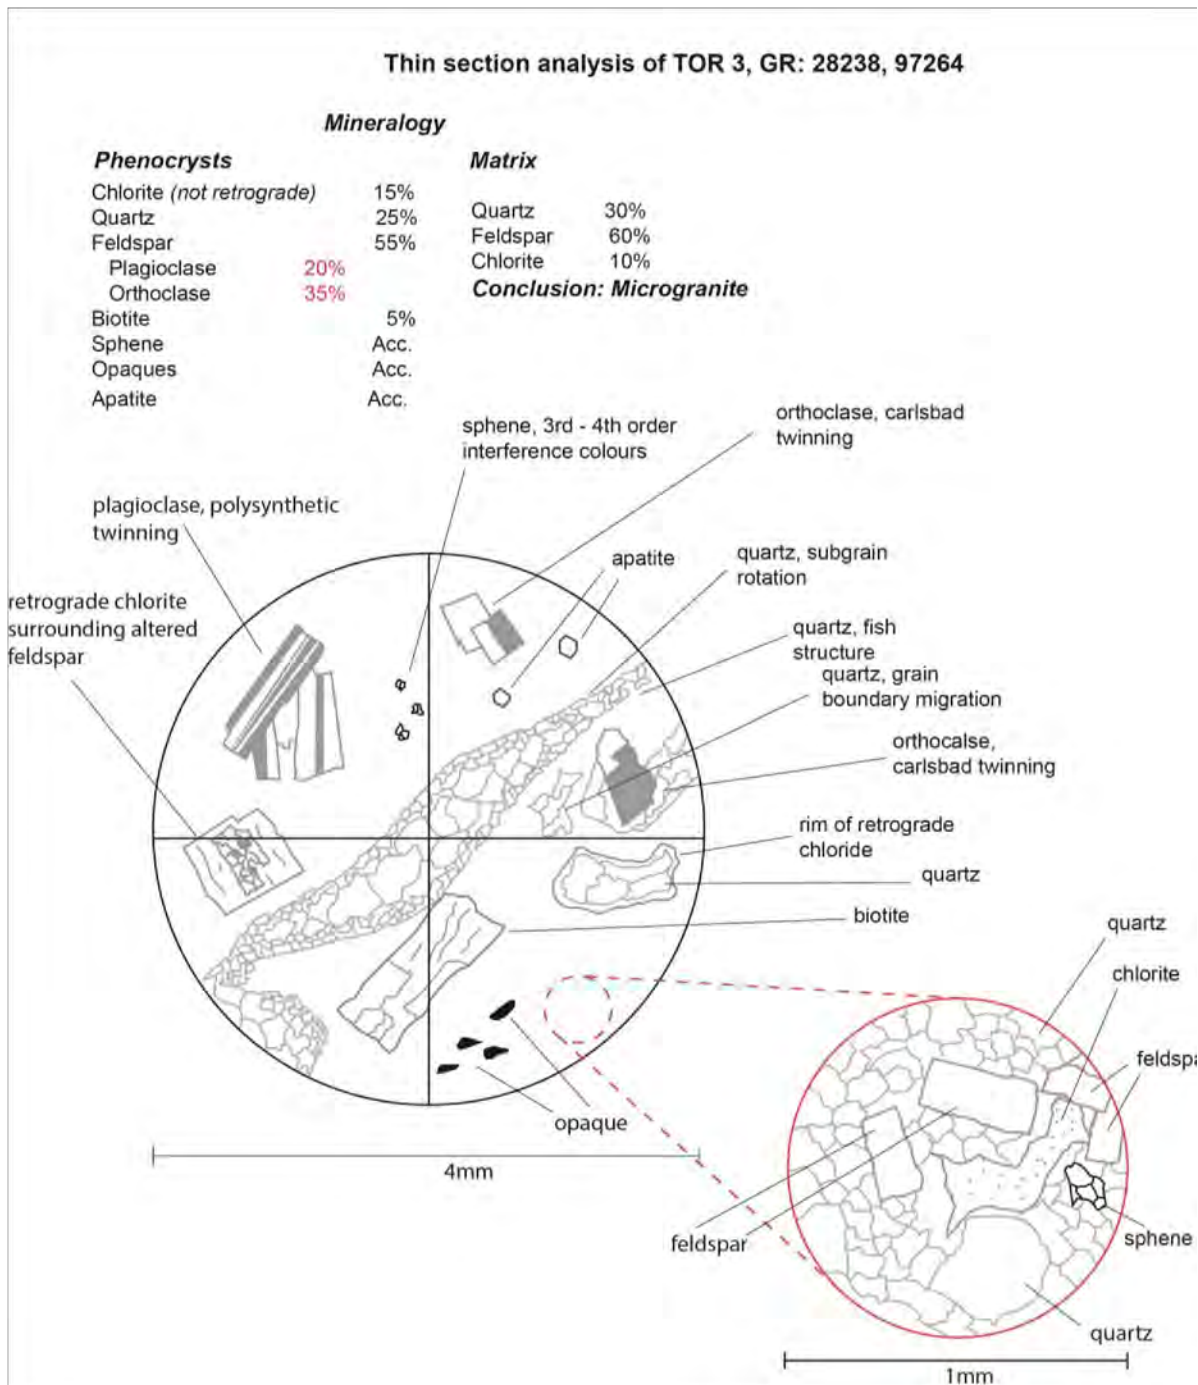 Thin section analysis of TOR 3, GR: 28238, 97264
Mineralogy
Phenocrysts
Chlorite (not retrograde) 15%
Quartz 25%
Feldspar 55%
Plagioclase 20%
Orthoclase 35%
Biotite 5%
Sphene Acc.
Opaques Acc.
Apatite Acc.
Matrix
Quartz 30%
Feldspar 60%
Chlorite 10%
Conclusion: Microgranite
sphene, 3rd - 4th order
interference colours
orthoclase, carlsbad
twinning
plagioclase, polysynthetic
twinning
apatite
quartz, subgrain
rotation
retrograde chlorite
surrounding altered
feldspar
quartz, fish
structure
quartz, grain
boundary migration
orthocalse,
carlsbad twinning
rim of retrograde
chloride
quartz
biotite
quartz
chlorite
feldspa
opaque
4mm
feldspar
sphene
quartz
1mm